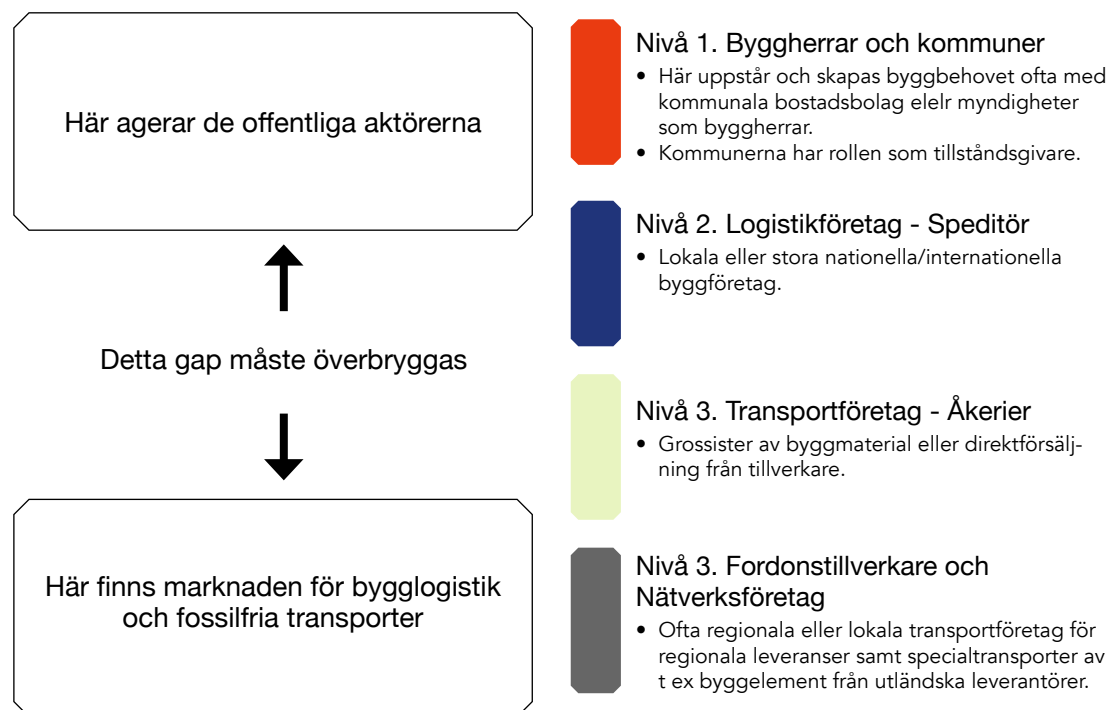 Här agerar de offentliga aktörerna
Detta gap måste överbryggas
Här finns marknaden för bygglogistik
och fossilfria transporter
Nivå 1. Byggherrar och kommuner
• Här uppstår och skapas byggbehovet ofta med
kommunala bostadsbolag elelr myndigheter
som byggherrar.
• Kommunerna har rollen som tillståndsgivare.
Nivå 2. Logistikföretag - Speditör
• Lokala eller stora nationella/internationella
byggföretag.
Nivå 3. Transportföretag - Åkerier
• Grossister av byggmaterial eller direktförsälj-
ning från tillverkare.
Nivå 3. Fordonstillverkare och
Nätverksföretag
• Ofta regionala eller lokala transportföretag för
regionala leveranser samt specialtransporter av
t ex byggelement från utländska leverantörer.